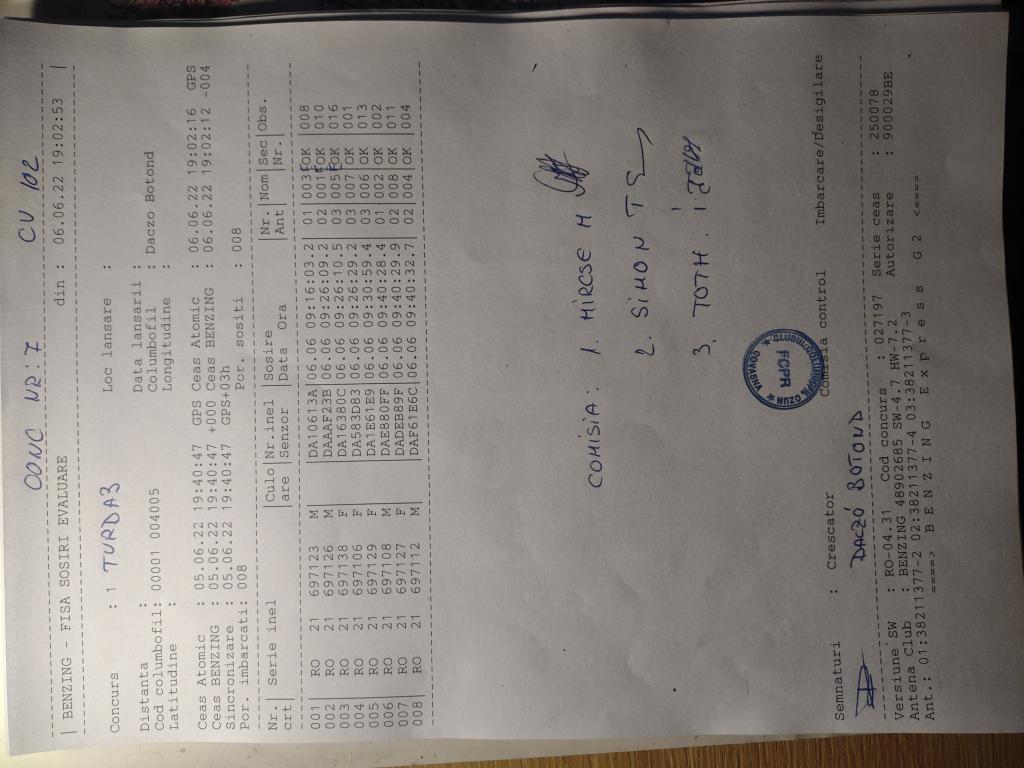 CONC NR: 7 CV 102
| BENZING - FISA SOSIRI EVALUARE din : 06.06.22 19:02:53 |
Concurs : 1 TURDA3 Loc lansare :
Distanta : Data lansarii :
Cod columbofil: 00001 004005 Columbofil : Daczo Botond
Latitudine : Longitudine :
Ceas Atomic : 05.06.22 19:40:47 GPS Ceas Atomic : 06.06.22 19:02:16 GPS
Ceas BENZING : 05.06.22 19:40:47 +000 Ceas BENZING : 06.06.22 19:02:12 -004
Sincronizare : 05.06.22 19:40:47 GPS+03h
Por. imbarcati: 008 Por. sositi : 008
Nr.| Serie inel |Culo|Nr.inel |Sosire |Nr. |Nom|Sec|Obs.
crt| |are |Senzor |Data Ora |Ant | |Nr.|
001 | RO 21 697123 M |DA10613A|06.06 09:16:03.2| 01 |003|EOK| 008
002 | RO 21 697126 M |DAAAF23B|06.06 09:26:09.2| 02 |001|EOK| 010
003 | RO 21 697138 F |DA16380C|06.06 09:26:10.5| 03 |005|EOK| 016
004 | RO 21 697106 F |DA583D83|06.06 09:26:29.2| 03 |007|OK | 001
005 | RO 21 697129 F |DA1E61E9|06.06 09:30:59.4| 03 |006|OK | 013
006 | RO 21 697108 M |DAE880FF|06.06 09:40:28.4| 01 |002|OK | 002
007 | RO 21 697127 F |DADEB89F|06.06 09:40:29.9| 02 |008|OK | 011
008 | RO 21 697112 M |DAF61E6C|06.06 09:40:32.7| 02 |004|OK | 004
COMISIA: 1. MIRCSE H
2. SIMON T
3. TOTH. I
FCPR
OZUN
COVASNA
Semnaturi : Crescator Comisia control Imbarcare/Desigilare
DACZÓ BOTOND
Versiune SW : RO-04.31 Cod concurs : 027197 Serie ceas : 250078
Antena Club : BENZING 48902685 SW-4.7 HW-7.2 Autorizare : 900029BE
Ant.: 01:38211377-2 02:38211377-4 03:38211377-3
====> B E N Z I N G E x p r e s s G 2 <====